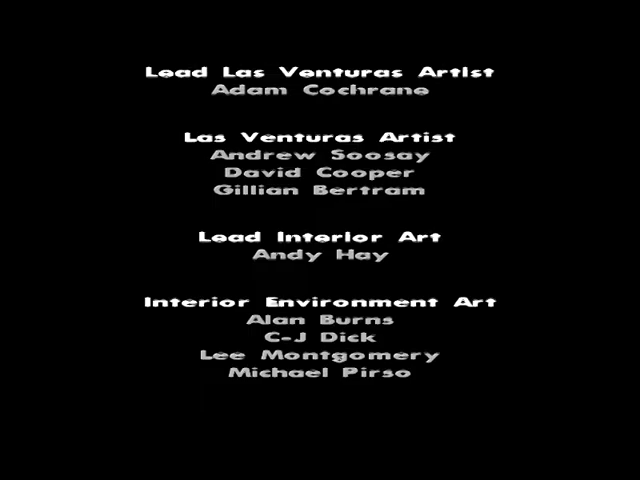 Lead Las Venturas Artist
Adam Cochrane
Las Venturas Artist
Andrew Soosay
David Cooper
Gillian Bertram
Lead Interior Art
Andy Hay
Interior Environment Art
Alan Burns
C-J Dick
Lee Montgomery
Michael Pirso